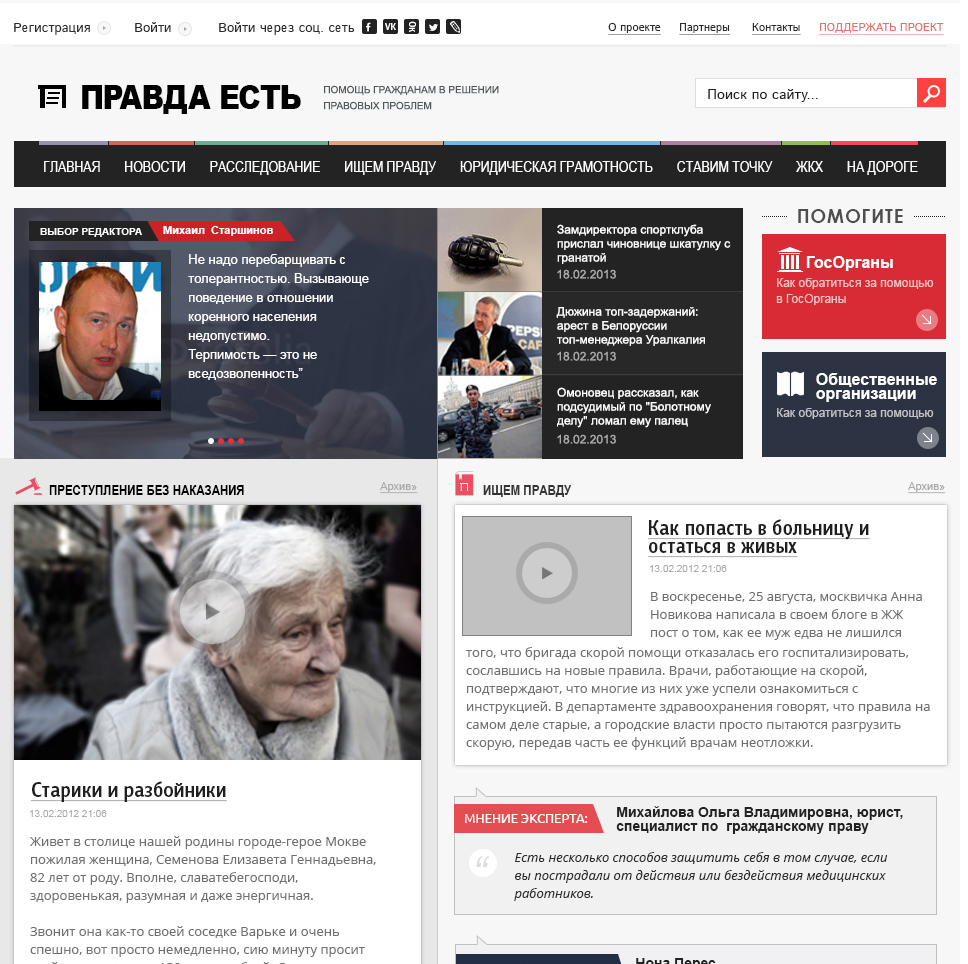 Регистрация
Войти
Войти через соц. сеть
О проекте
Партнеры
Контакты
ПОДДЕРЖАТЬ ПРОЕКТ
ПРАВДА ЕСТЬ
ПОМОЩЬ ГРАЖДАНАМ В РЕШЕНИИ
ПРАВОВЫХ ПРОБЛЕМ
Поиск по сайту...
ГЛАВНАЯ
НОВОСТИ
РАССЛЕДОВАНИЕ
ИЩЕМ ПРАВДУ
ЮРИДИЧЕСКАЯ ГРАМОТНОСТЬ
СТАВИМ ТОЧКУ
ЖКХ
НА ДОРОГЕ
ВЫБОР РЕДАКТОРА
Михаил Старшинов
Не надо перебарщивать с
толерантностью. Вызывающе
поведение в отношении
коренного населения
недопустимо.
Терпимость — это не
вседозволенность”
Замдиректора спортклуба
прислал чиновнице шкатулку с
гранатой
18.02.2013
Дюжина топ-задержаний:
арест в Белоруссии
топ-менеджера Уралкалия
18.02.2013
Омоновец рассказал, как
подсудимый по "Болотному
делу" ломал ему палец
18.02.2013
ПОМОГИТЕ
ГосОрганы
Как обратиться за помощью
в ГосОрганы
Общественные
организации
Как обратиться за помощью
ПРЕСТУПЛЕНИЕ БЕЗ НАКАЗАНИЯ
Архив»
Старики и разбойники
13.02.2012 21:06
Живет в столице нашей родины городе-герое Мокве
пожилая женщина, Семенова Елизавета Геннадьевна,
82 лет от роду. Вполне, славатебегосподи,
здоровенькая, разумная и даже энергичная.
Звонит она как-то своей соседке Варьке и очень
спешно, вот просто немедленно, сию минуту просит
ИЩЕМ ПРАВДУ
Архив»
Как попасть в больницу и
остаться в живых
13.02.2012 21:06
В воскресенье, 25 августа, москвичка Анна
Новикова написала в своем блоге в ЖЖ
пост о том, как ее муж едва не лишился
того, что бригада скорой помощи отказалась его госпитализировать,
сославшись на новые правила. Врачи, работающие на скорой,
подтверждают, что многие из них уже успели ознакомиться с
инструкцией. В департаменте здравоохранения говорят, что правила на
самом деле старые, а городские власти просто пытаются разгрузить
скорую, передав часть ее функций врачам неотложки.
МНЕНИЕ ЭКСПЕРТА:
Михайлова Ольга Владимировна, юрист,
специалист по гражданскому праву
Есть несколько способов защитить себя в том случае, если
вы пострадали от действия или бездействия медицинских
работников.
Нона Перес